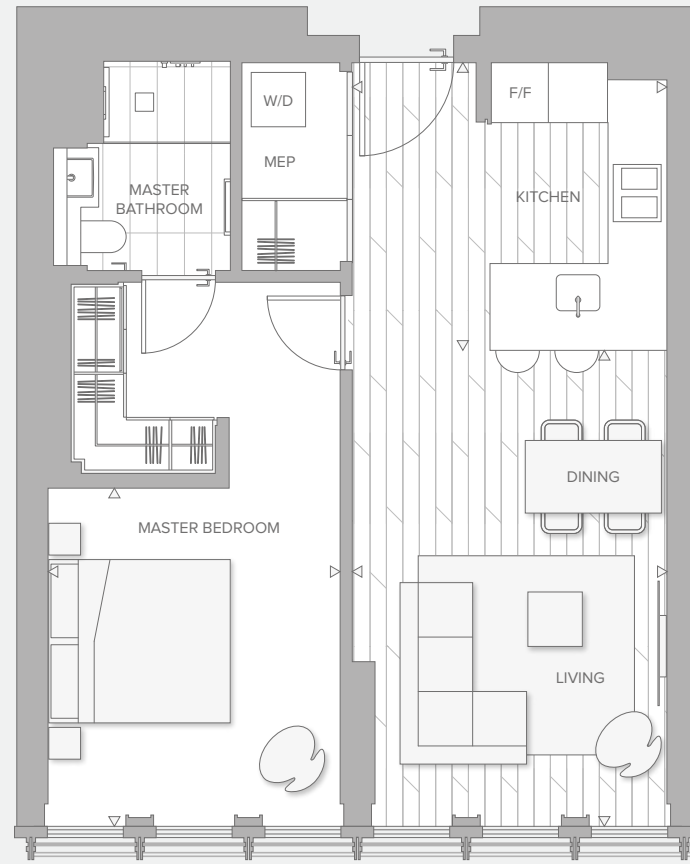 W/D
F/F
MEP
MASTER
BATHROOM
KITCHEN
DINING
MASTER BEDROOM
LIVING